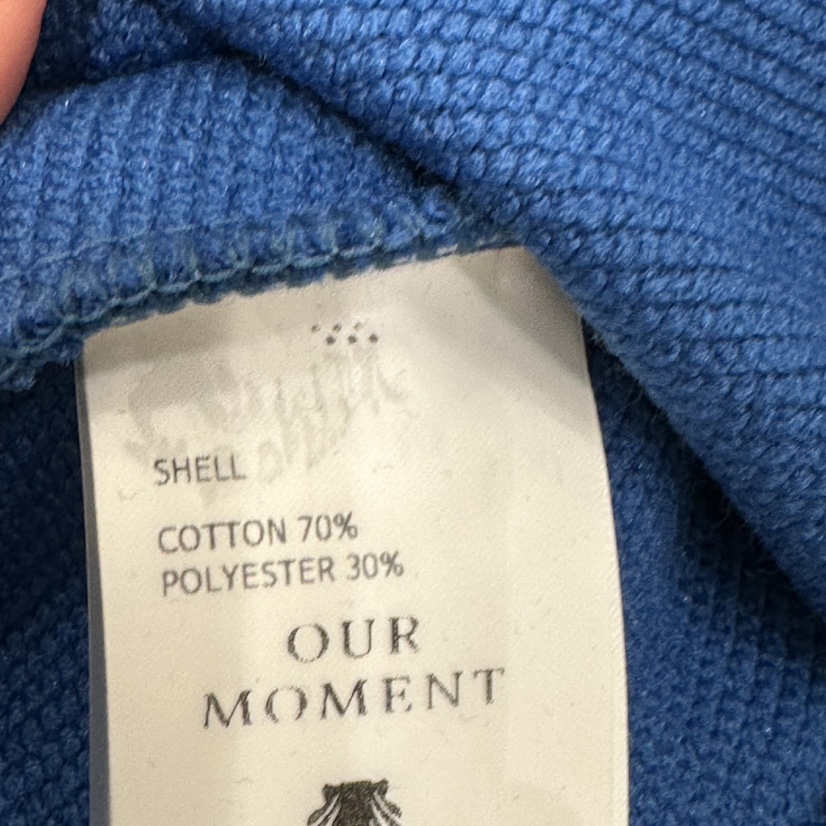 SHELL
COTTON 70%
POLYESTER 30%
OUR
MOMENT